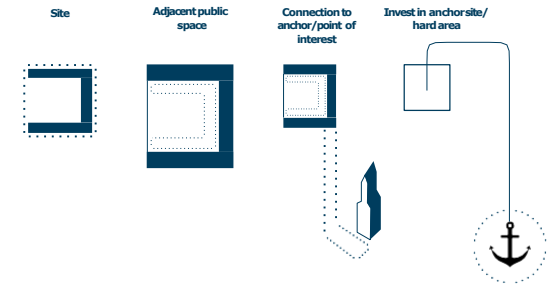 Site
Adjacent public
space
Connection to
anchor/point of
interest
Invest in anchor site/
hard area